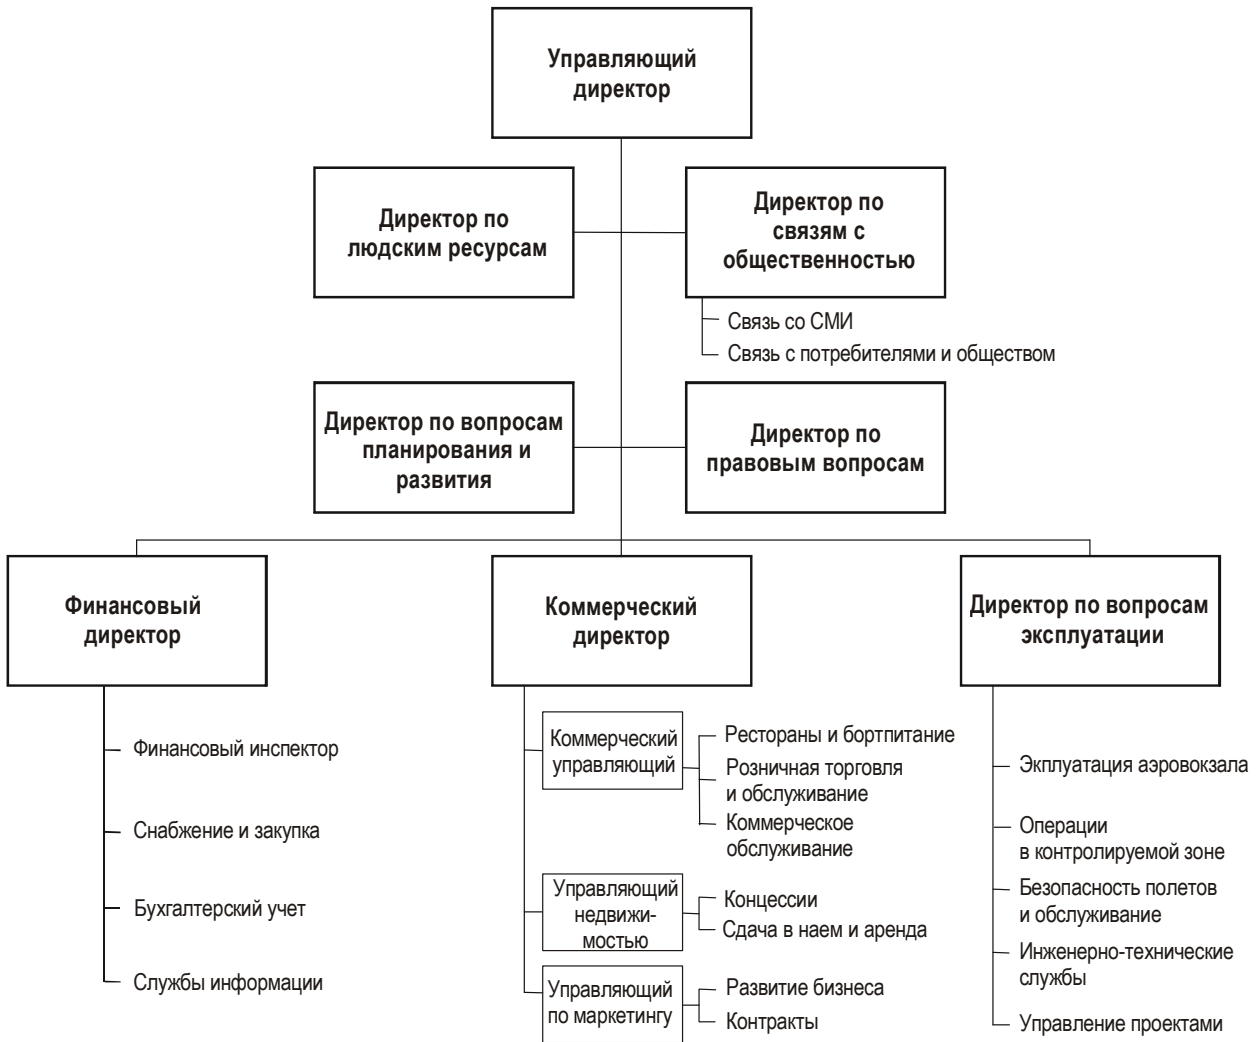 Управляющий
директор
Директор по
людским ресурсам
Директор по
связям с
общественностью
Связь со СМИ
Связь с потребителями и обществом
Директор по вопросам
планирования и
развития
Директор по
правовым вопросам
Финансовый
директор
Финансовый инспектор
Снабжение и закупка
Бухгалтерский учет
Службы информации
Коммерческий
директор
Коммерческий
управляющий
Рестораны и бортпитание
Розничная торговля
и обслуживание
Коммерческое
обслуживание
Управляющий
недвижи-
мостью
Концессии
Сдача в наем и аренда
Управляющий
по маркетингу
Развитие бизнеса
Контракты
Директор по вопросам
эксплуатации
Экплуатация аэровокзала
Операции
в контролируемой зоне
Безопасность полетов
и обслуживание
Инженерно-технические
службы
Управление проектами